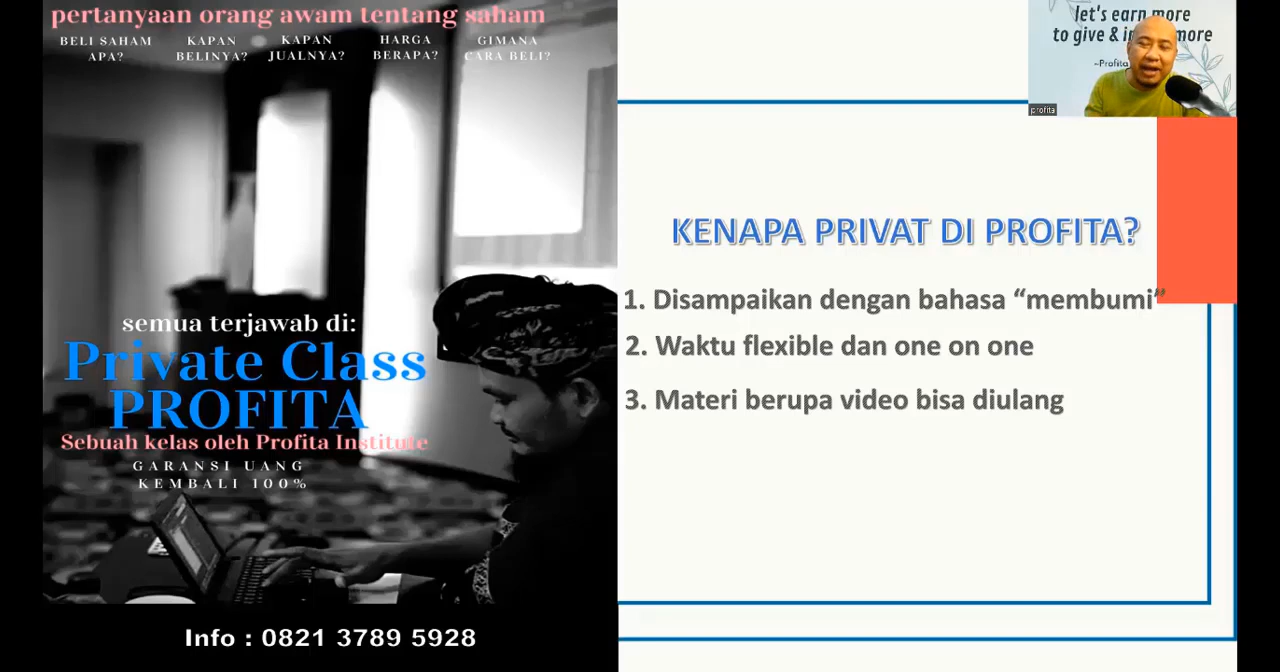 pertanyaan orang awam tentang saham
BELI SAHAM APA?
KAPAN BELINYA?
KAPAN JUALNYA?
HARGA BERAPA?
GIMANA CARA BELI?
semua terjawab di:
Private Class
PROFITA
Sebuah kelas oleh Profita Institute
GARANSI UANG
KEMBALI 100%
Info : 0821 3789 5928
let's earn more
to give & more
~Profita
profita
KENAPA PRIVAT DI PROFITA?
1. Disampaikan dengan bahasa “membumi”
2. Waktu flexible dan one on one
3. Materi berupa video bisa diulang